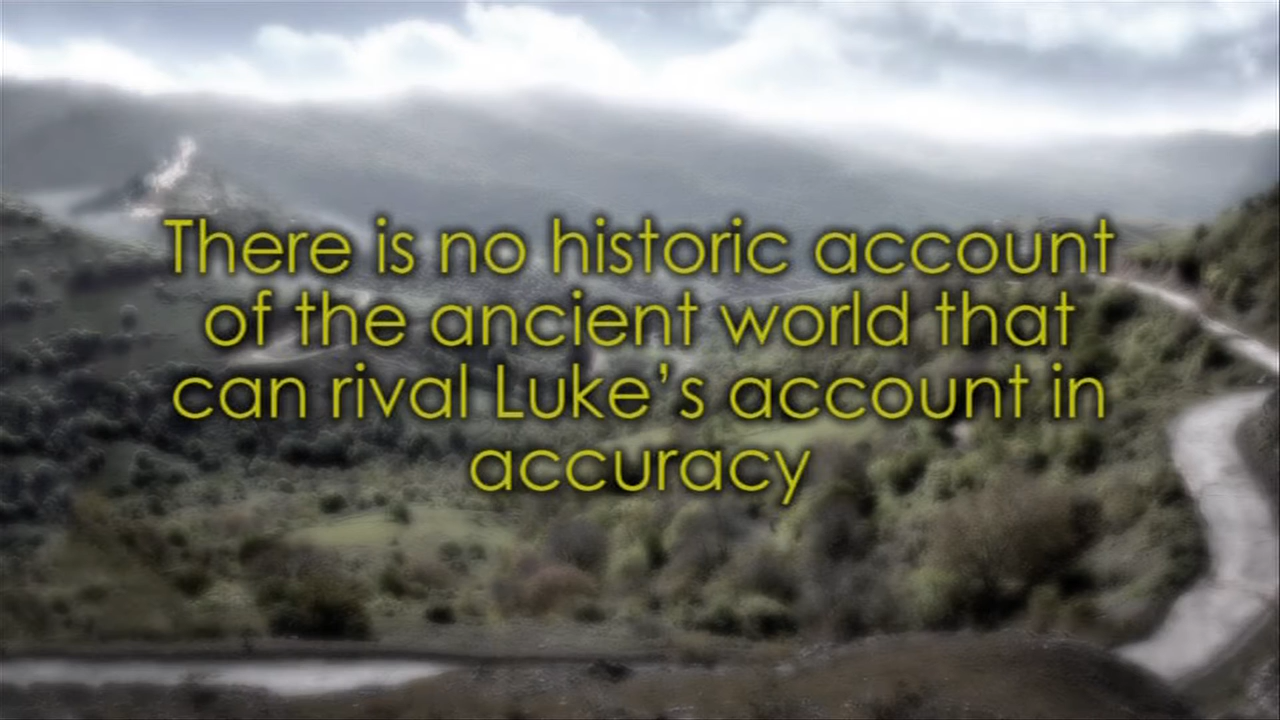 There is no historic account
of the ancient world that
can rival Luke’s account in
accuracy